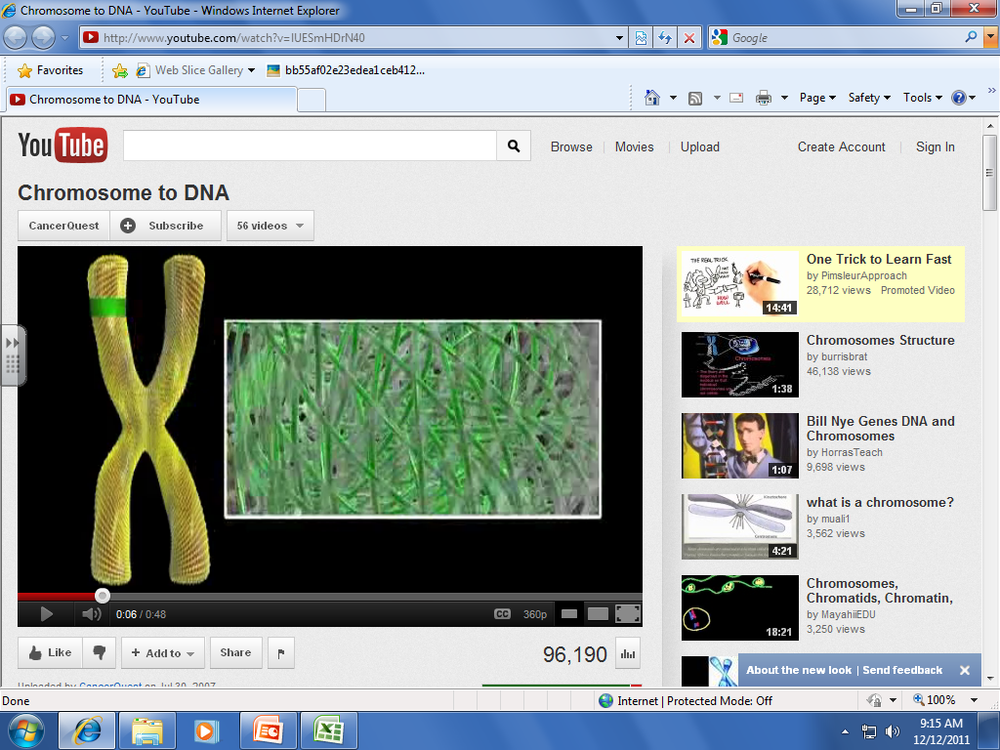 Chromosome to DNA - YouTube - Windows Internet Explorer
http://www.youtube.com/watch?v=IUESmHDrN40
Google
Favorites
Web Slice Gallery
bb55af02e23edea1ceb412...
Chromosome to DNA - YouTube
Page
Safety
Tools
YouTube
Browse
Movies
Upload
Create Account
Sign In
Chromosome to DNA
CancerQuest
Subscribe
56 videos
0:06 / 0:48
CC
360p
Like
Add to
Share
96,190
Uploaded by CancerQuest on Jul 30, 2007
THE REAL TRICK
14:41
One Trick to Learn Fast
by PimsleurApproach
28,712 views Promoted Video
Chromosomes
1:38
Chromosomes Structure
by burrisbrat
46,138 views
1:07
Bill Nye Genes DNA and
Chromosomes
by HorrasTeach
9,698 views
4:21
what is a chromosome?
by muali1
3,562 views
18:21
Chromosomes,
Chromatids, Chromatin,
by MayahiiEDU
3,250 views
About the new look | Send feedback
Done
Internet | Protected Mode: Off
100%
9:15 AM
12/12/2011